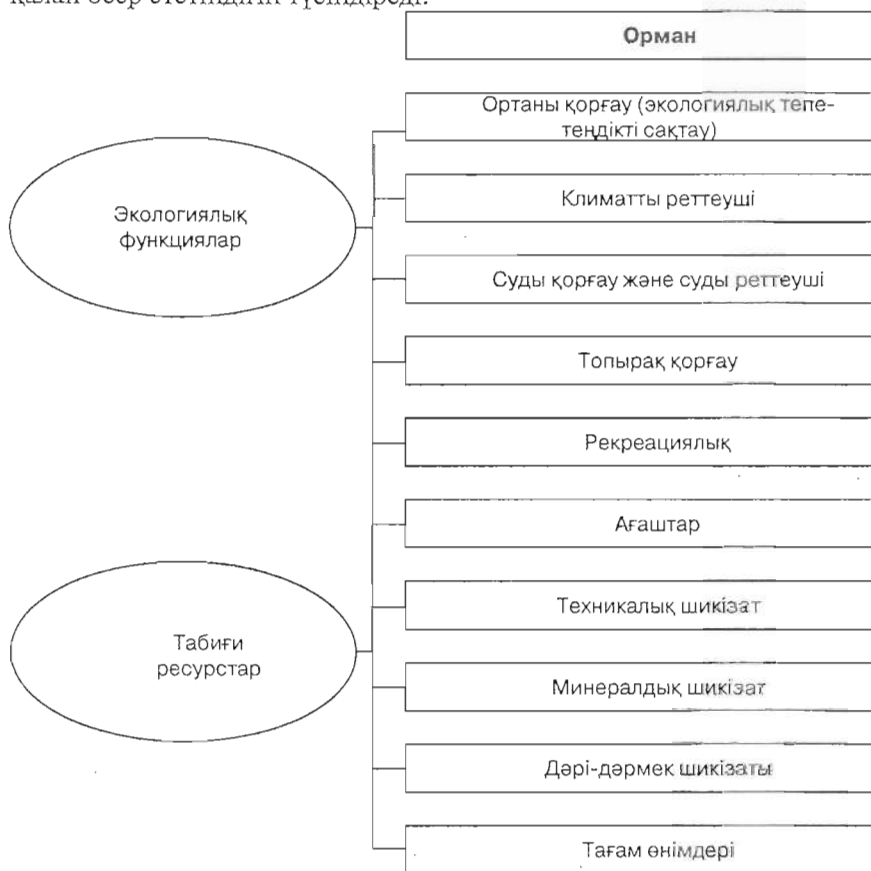 Орман
Ортаны қорғау (экологиялық тепе-
теңдікті сақтау)
Экологиялық
функциялар
Климатты реттеуші
Суды қорғау және суды реттеуші
Топырақ қорғау
Рекреациялық
Ағаштар
Табиғи
ресурстар
Техникалық шикізат
Минералдық шикізат
Дәрі-дәрмек шикізаты
Тағам өнімдері